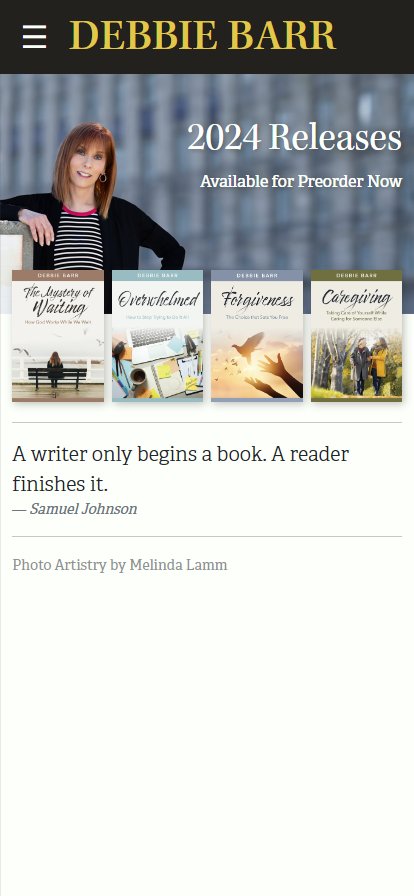 ☰ DEBBIE BARR
2024 Releases
Available for Preorder Now
DEBBIE BARR
The Mystery of
Waiting
How God Works While We Wait
DEBBIE BARR
Overwhelmed
How to Stop Trying to Do It All
DEBBIE BARR
Forgiveness
The Choice that Sets You Free
DEBBIE BARR
Caregiving
Taking Care of Yourself While
Caring for Someone Else
A writer only begins a book. A reader
finishes it.
— Samuel Johnson
Photo Artistry by Melinda Lamm